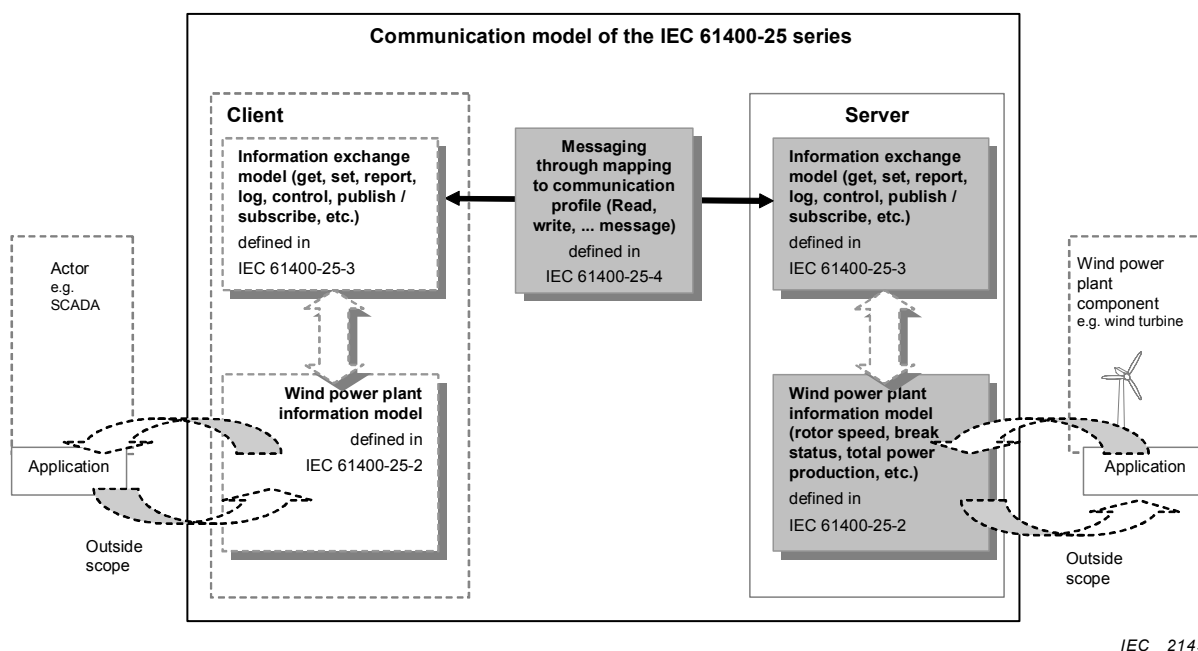 Communication model of the IEC 61400-25 series
Client
Information exchange
model (get, set, report,
log, control, publish /
subscribe, etc.)
defined in
IEC 61400-25-3
Wind power plant
information model
defined in
IEC 61400-25-2
Messaging
through mapping
to communication
profile (Read,
write, ... message)
defined in
IEC 61400-25-4
Server
Information exchange
model (get, set, report,
log, control, publish /
subscribe, etc.)
defined in
IEC 61400-25-3
Wind power plant
information model
(rotor speed, break
status, total power
production, etc.)
defined in
IEC 61400-25-2
Actor
e.g.
SCADA
Application
Outside
scope
Wind power
plant
component
e.g. wind turbine
Application
Outside
scope
IEC 214